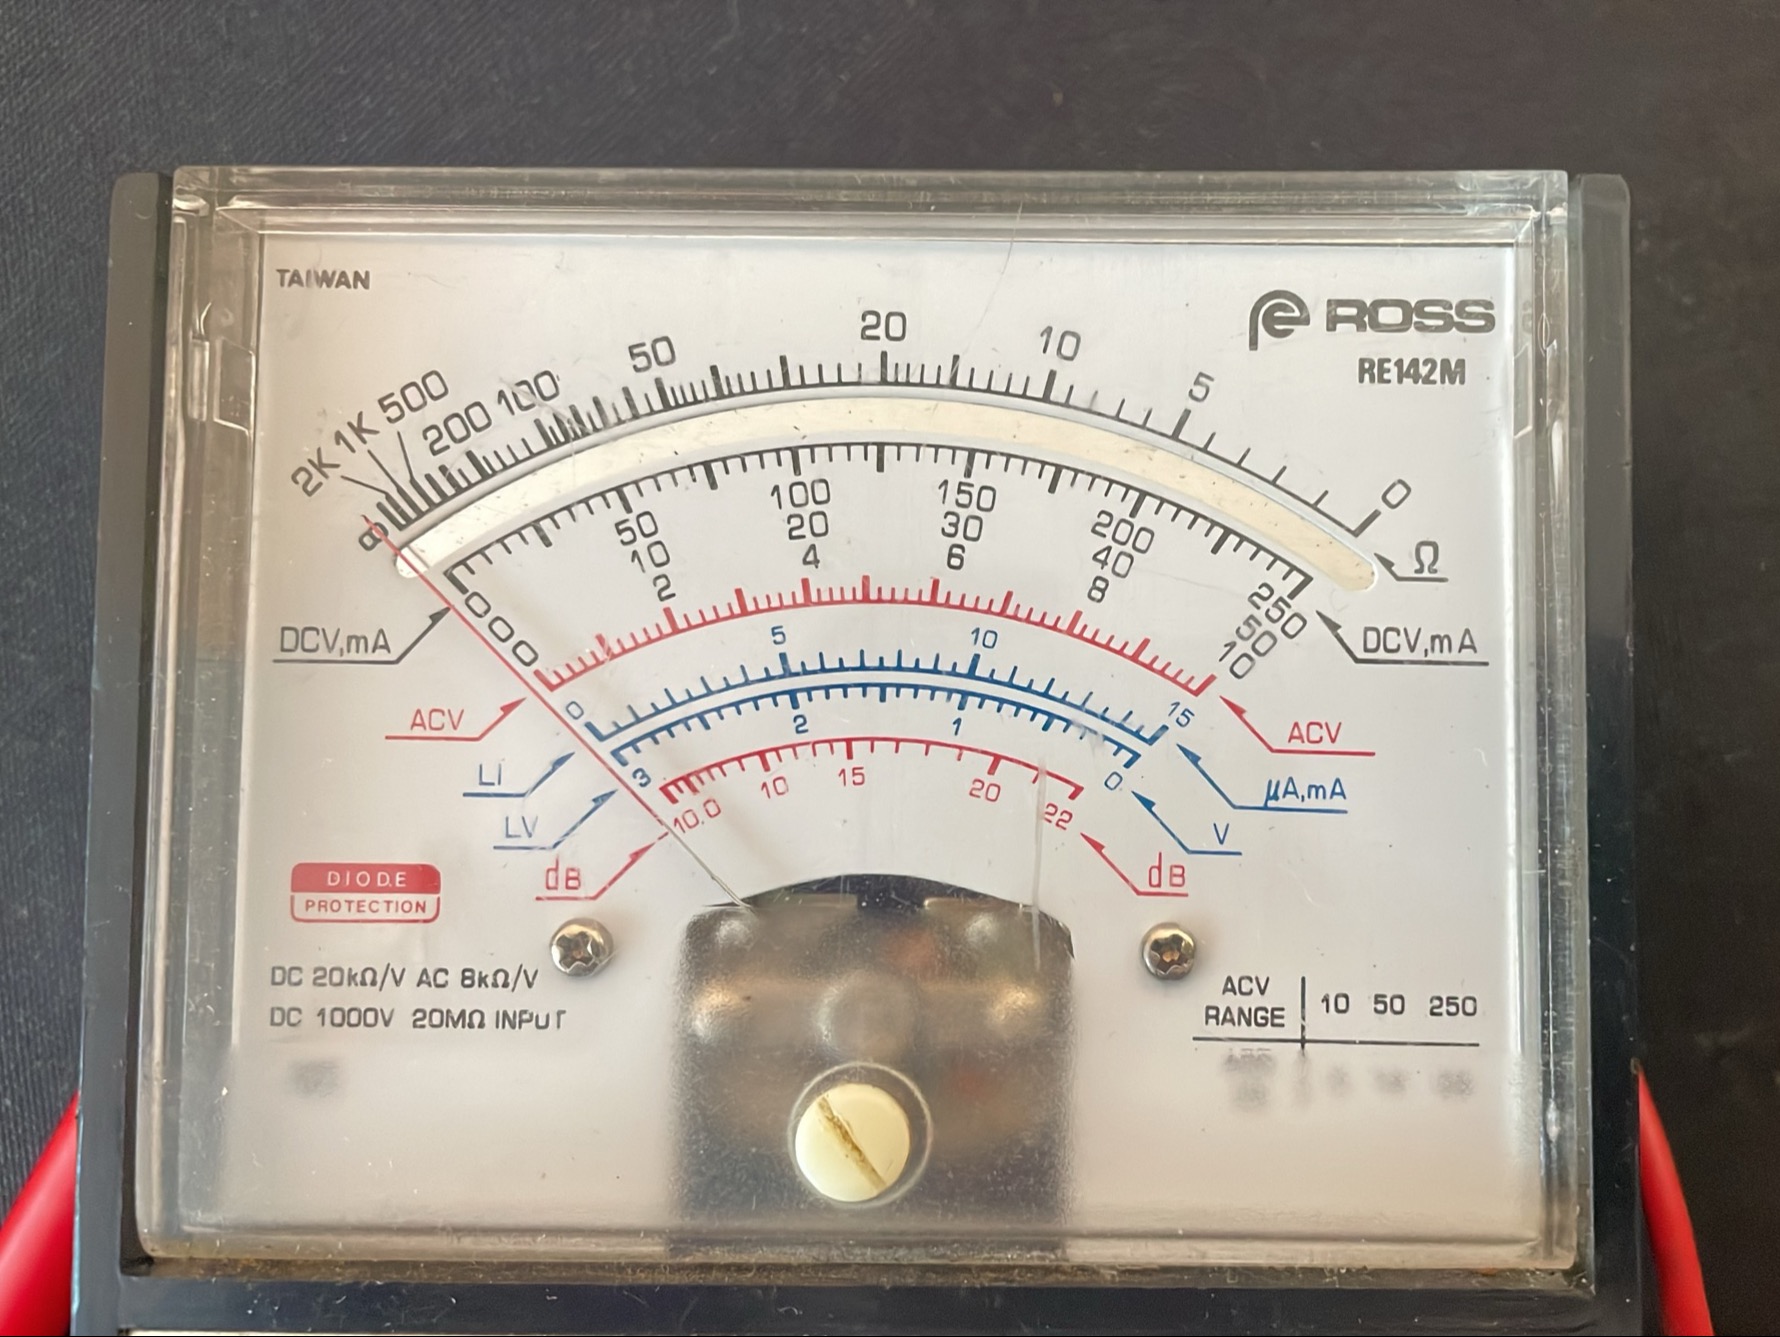 TAIWAN
ROSS
RE142M
2K 1K 500 200 100 50 20 10 5 0
∞
Ω
0 50 100 150 200 250
0 10 20 30 40 50
0 2 4 6 8 10
DCV,mA
DCV,mA
ACV
ACV
0 5 10 15
LI
μA,mA
3 2 1 0
LV
V
10 15 20 22
dB
dB
DIODE
PROTECTION
DC 20kΩ/V AC 8kΩ/V
DC 1000V 20MΩ INPUT
ACV
RANGE
10 50 250